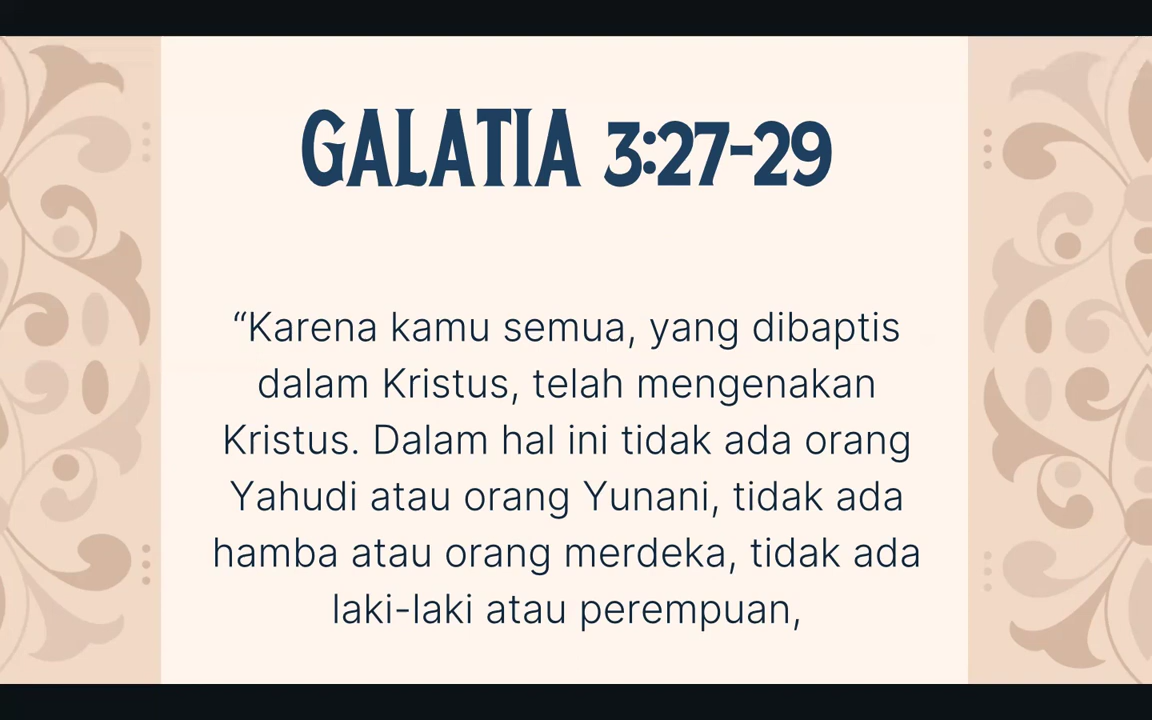 GALATIA 3:27-29
“Karena kamu semua, yang dibaptis
dalam Kristus, telah mengenakan
Kristus. Dalam hal ini tidak ada orang
Yahudi atau orang Yunani, tidak ada
hamba atau orang merdeka, tidak ada
laki-laki atau perempuan,